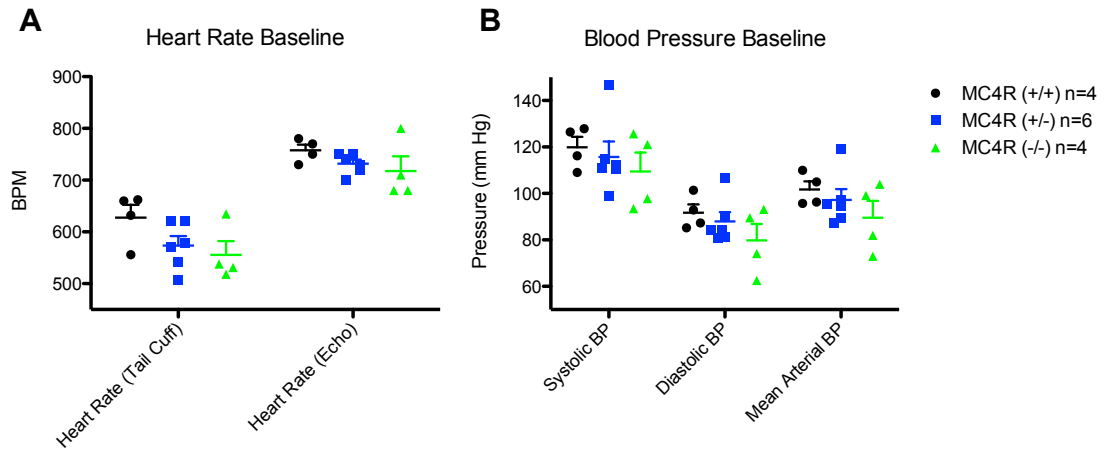 A
Heart Rate Baseline
900
800
700
600
500
BPM
Heart Rate (Tail Cuff)
Heart Rate (Echo)
B
Blood Pressure Baseline
140
120
100
80
60
Pressure (mm Hg)
Systolic BP
Diastolic BP
Mean Arterial BP
MC4R (+/+) n=4
MC4R (+/-) n=6
MC4R (-/-) n=4